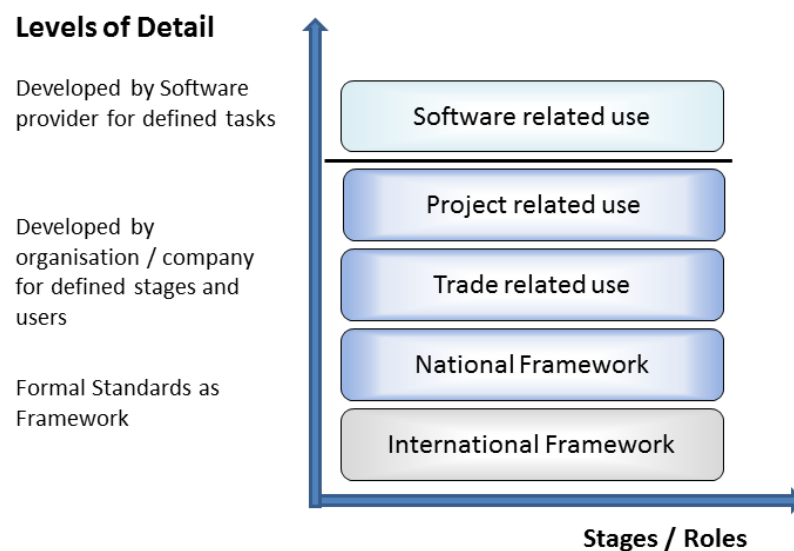 Levels of Detail
Developed by Software
provider for defined tasks
Developed by
organisation / company
for defined stages and
users
Formal Standards as
Framework
Software related use
Project related use
Trade related use
National Framework
International Framework
Stages / Roles